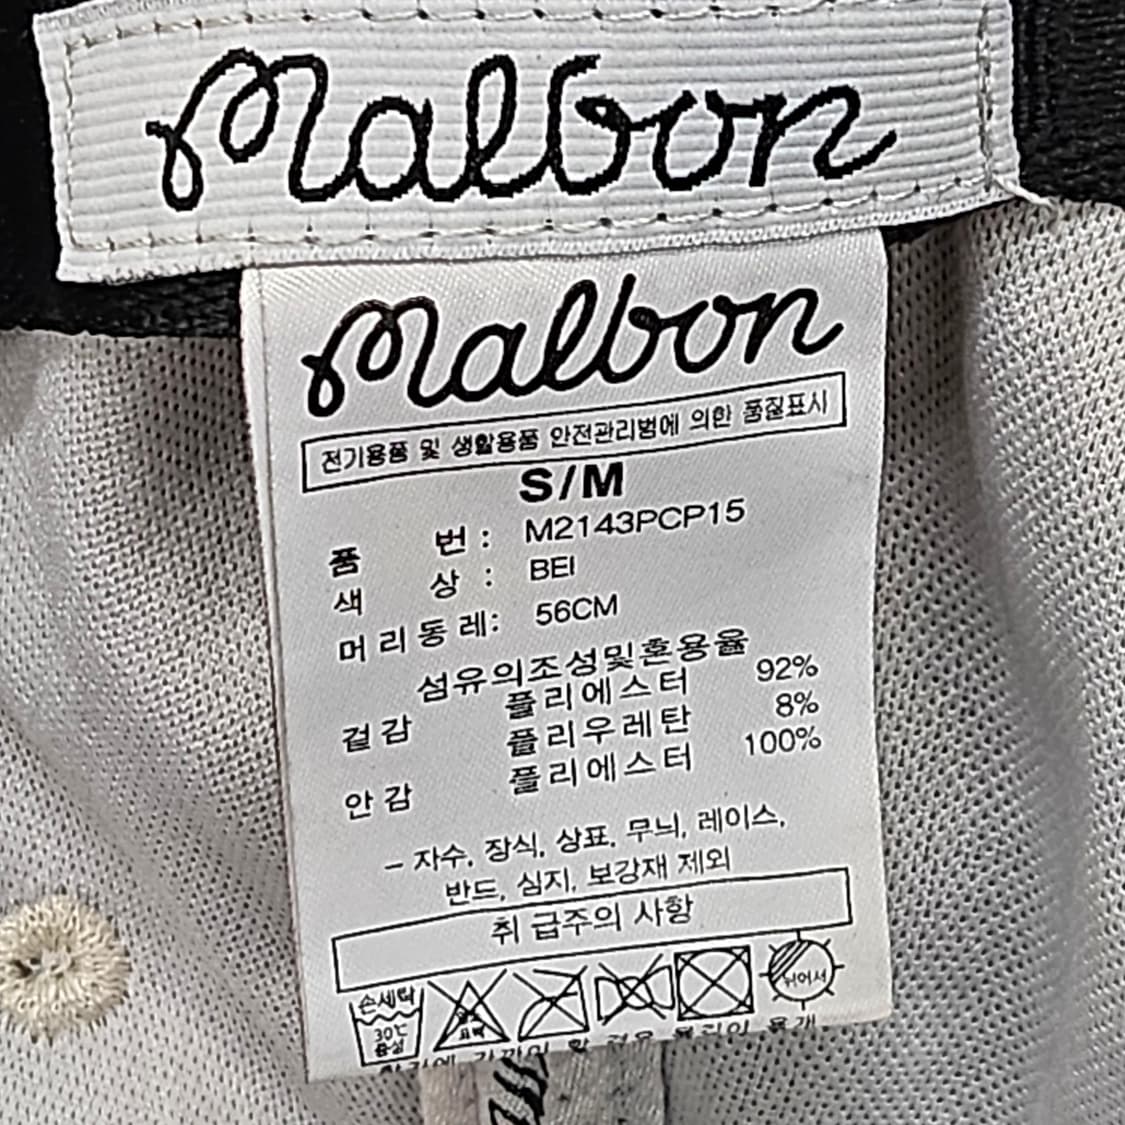 Malbon
Malbon
전기용품 및 생활용품 안전관리법에 의한 품질표시
S/M
품 번 : M2143PCP15
색 상 : BEI
머리둥레: 56CM
섬유의조성및혼용율
겉감 폴리에스터 92%
폴리우레탄 8%
안감 폴리에스터 100%
– 자수, 장식, 상표, 무늬, 레이스,
반드, 심지, 보강재 제외
취급주의 사항
손세탁
30℃
중성
염소
표백
뉘어서